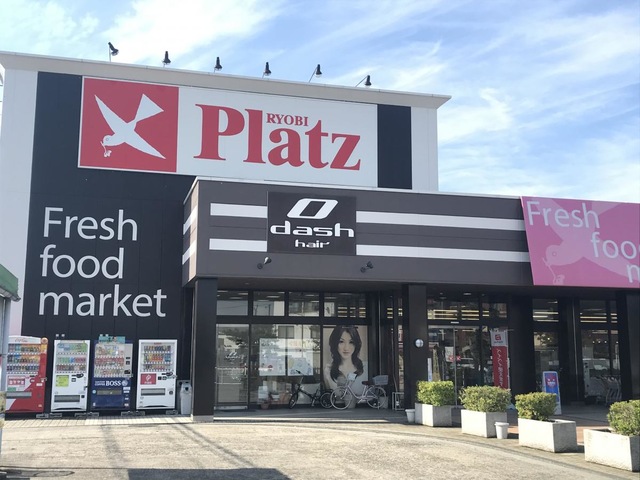 RYOBI
Platz
Fresh
food
market
dash
hair
Fresh
foo
m
BOSS